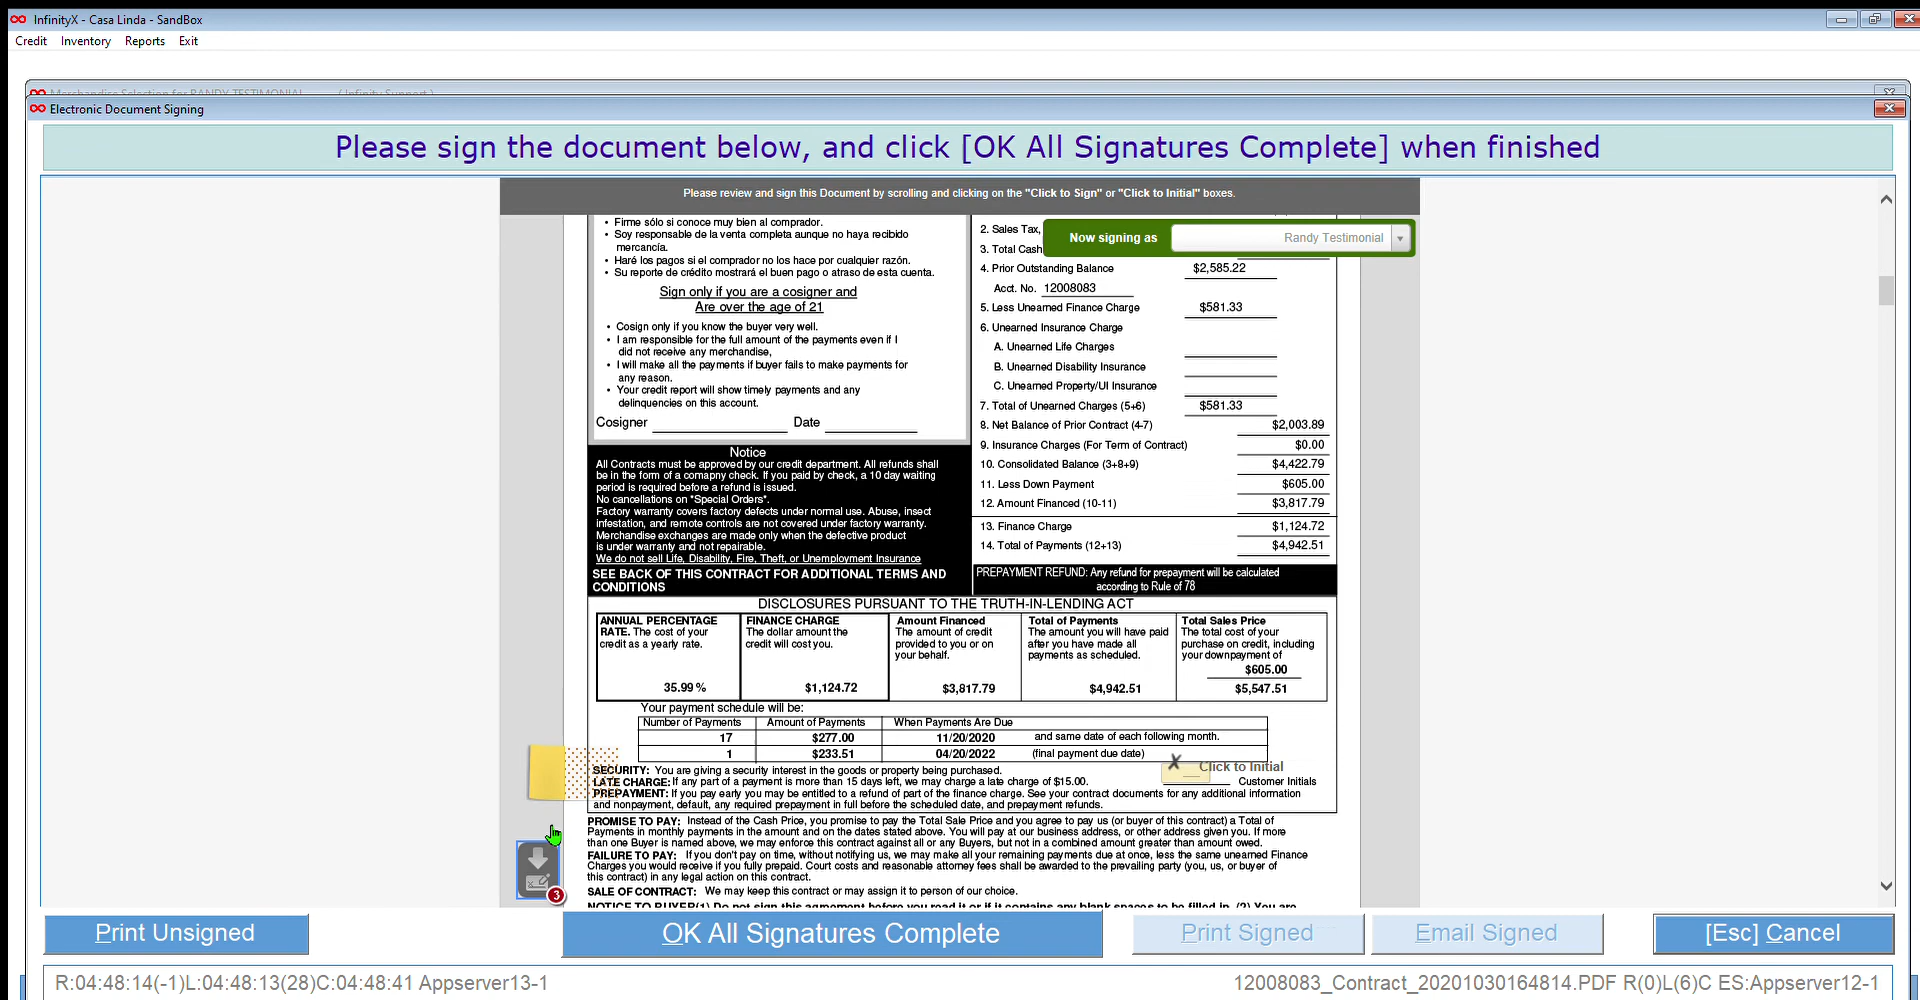 InfinityX - Casa Linda - SandBox
Credit Inventory Reports Exit
Merchandise Selection for RANDY TESTIMONIAL ( Infinity Support )
Electronic Document Signing
Please sign the document below, and click [OK All Signatures Complete] when finished
Please review and sign this Document by scrolling and clicking on the "Click to Sign" or "Click to Initial" boxes.
Now signing as Randy Testimonial
• Firme sólo si conoce muy bien al comprador.
• Soy responsable de la venta completa aunque no haya recibido
mercancía.
• Haré los pagos si el comprador no los hace por cualquier razón.
• Su reporte de crédito mostrará el buen pago o atraso de esta cuenta.
Sign only if you are a cosigner and
Are over the age of 21
• Cosign only if you know the buyer very well.
• I am responsible for the full amount of the payments even if I
did not receive any merchandise,
• I will make all the payments if buyer fails to make payments for
any reason.
• Your credit report will show timely payments and any
delinquencies on this account.
Cosigner Date
Notice
All Contracts must be approved by our credit department. All refunds shall
be in the form of a comapny check. If you paid by check, a 10 day waiting
period is required before a refund is issued.
No cancellations on "Special Orders".
Factory warranty covers factory defects under normal use. Abuse, insect
infestation, and remote controls are not covered under factory warranty.
Merchandise exchanges are made only when the defective product
is under warranty and not repairable.
We do not sell Life, Disability, Fire, Theft, or Unemployment Insurance
SEE BACK OF THIS CONTRACT FOR ADDITIONAL TERMS AND
CONDITIONS
2. Sales Tax,
3. Total Cash
4. Prior Outstanding Balance $2,585.22
Acct. No. 12008083
5. Less Unearned Finance Charge $581.33
6. Unearned Insurance Charge
A. Unearned Life Charges
B. Unearned Disability Insurance
C. Unearned Property/UI Insurance
7. Total of Unearned Charges (5+6) $581.33
8. Net Balance of Prior Contract (4-7) $2,003.89
9. Insurance Charges (For Term of Contract) $0.00
10. Consolidated Balance (3+8+9) $4,422.79
11. Less Down Payment $605.00
12. Amount Financed (10-11) $3,817.79
13. Finance Charge $1,124.72
14. Total of Payments (12+13) $4,942.51
PREPAYMENT REFUND: Any refund for prepayment will be calculated
according to Rule of 78
DISCLOSURES PURSUANT TO THE TRUTH-IN-LENDING ACT
ANNUAL PERCENTAGE
RATE. The cost of your
credit as a yearly rate.
35.99 %
FINANCE CHARGE
The dollar amount the
credit will cost you.
$1,124.72
Amount Financed
The amount of credit
provided to you or on
your behalf.
$3,817.79
Total of Payments
The amount you will have paid
after you have made all
payments as scheduled.
$4,942.51
Total Sales Price
The total cost of your
purchase on credit, including
your downpayment of
$605.00
$5,547.51
Your payment schedule will be:
Number of Payments Amount of Payments When Payments Are Due
17 $277.00 11/20/2020 and same date of each following month.
1 $233.51 04/20/2022 (final payment due date)
SECURITY: You are giving a security interest in the goods or property being purchased.
X Click to Initial
LATE CHARGE: If any part of a payment is more than 15 days left, we may charge a late charge of $15.00. Customer Initials
PREPAYMENT: If you pay early you may be entitled to a refund of part of the finance charge. See your contract documents for any additional information
and nonpayment, default, any required prepayment in full before the scheduled date, and prepayment refunds.
PROMISE TO PAY: Instead of the Cash Price, you promise to pay the Total Sale Price and you agree to pay us (or buyer of this contract) a Total of
Payments in monthly payments in the amount and on the dates stated above. You will pay at our business address, or other address given you. If more
than one Buyer is named above, we may enforce this contract against all or any Buyers, but not in a combined amount greater than amount owed.
FAILURE TO PAY: If you don't pay on time, without notifying us, we may make all your remaining payments due at once, less the same unearned Finance
Charges you would receive if you fully prepaid. Court costs and reasonable attorney fees shall be awarded to the prevailing party (you, us, or buyer of
this contract) in any legal action on this contract.
SALE OF CONTRACT: We may keep this contract or may assign it to person of our choice.
NOTICE TO BUYER(1) Do not sign this agreement before you read it or if it contains any blank spaces to be filled in. (2) You are
3
Print Unsigned
OK All Signatures Complete
Print Signed
Email Signed
[Esc] Cancel
R:04:48:14(-1)L:04:48:13(28)C:04:48:41 Appserver13-1
12008083_Contract_20201030164814.PDF R(0)L(6)C ES:Appserver12-1